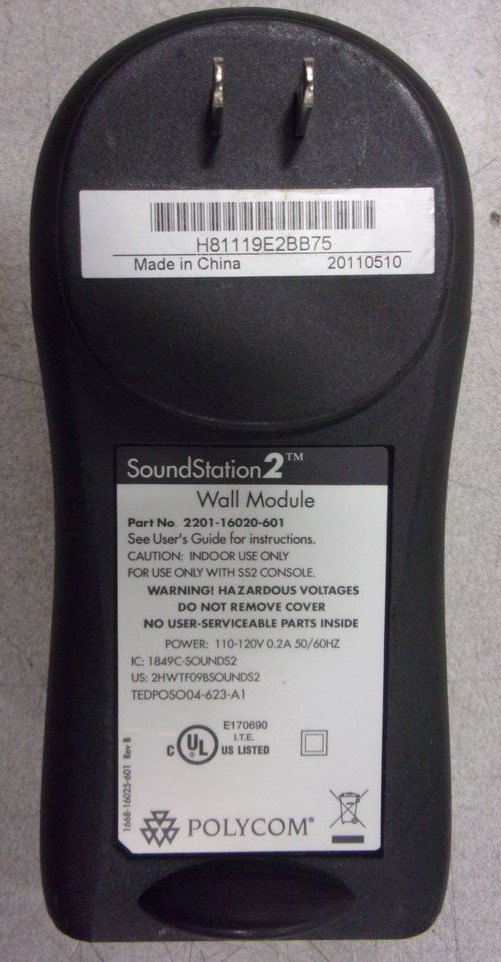 H81119E2BB75
Made in China 20110510
SoundStation2™
Wall Module
Part No. 2201-16020-601
See User's Guide for instructions.
CAUTION: INDOOR USE ONLY
FOR USE ONLY WITH SS2 CONSOLE.
WARNING! HAZARDOUS VOLTAGES
DO NOT REMOVE COVER
NO USER-SERVICEABLE PARTS INSIDE
POWER: 110-120V 0.2A 50/60HZ
IC: 1849C-SOUNDS2
US: 2HWTF09BSOUNDS2
TEDPOSO04-623-A1
E170690
I.T.E.
C UL US LISTED
1668-16025-601 Rev B
POLYCOM®